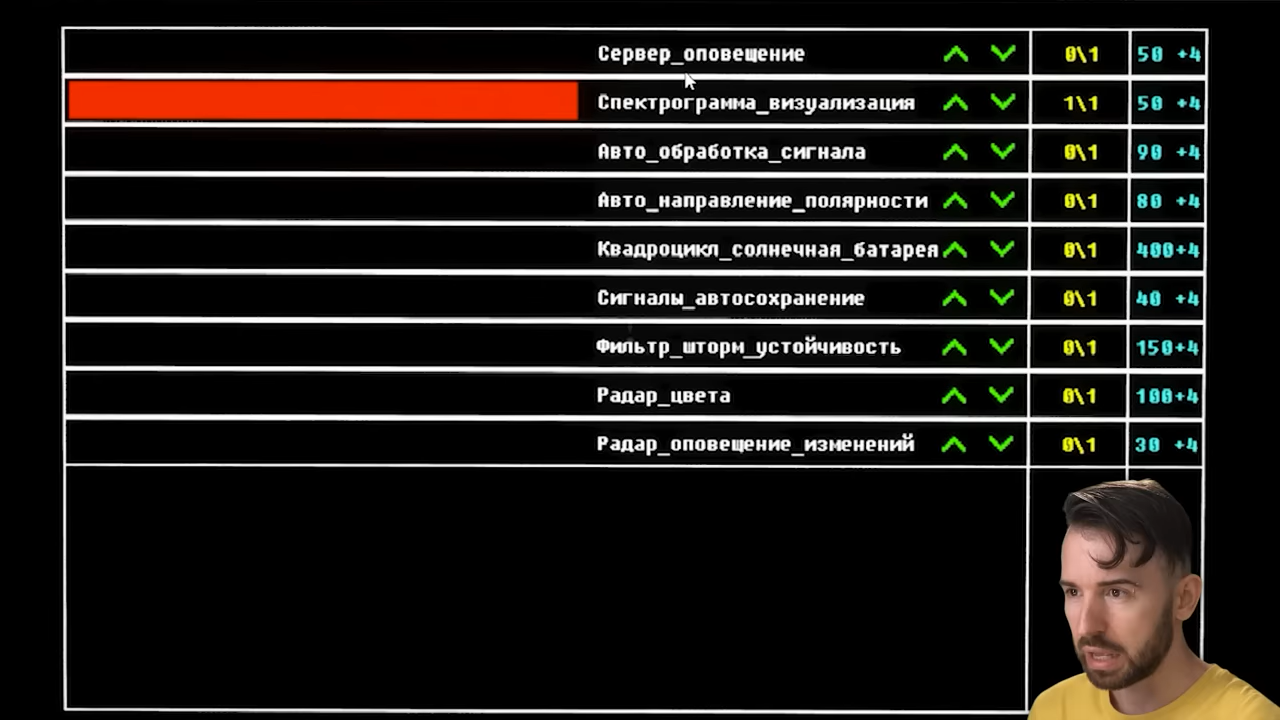 Сервер_оповещение 0\1 50 +4
Спектрограмма_визуализация 1\1 50 +4
Авто_обработка_сигнала 0\1 90 +4
Авто_направление_полярности 0\1 80 +4
Квадроцикл_солнечная_батарея 0\1 400+4
Сигналы_автосохранение 0\1 40 +4
Фильтр_шторм_устойчивость 0\1 150+4
Радар_цвета 0\1 100+4
Радар_оповещение_изменений 0\1 30 +4